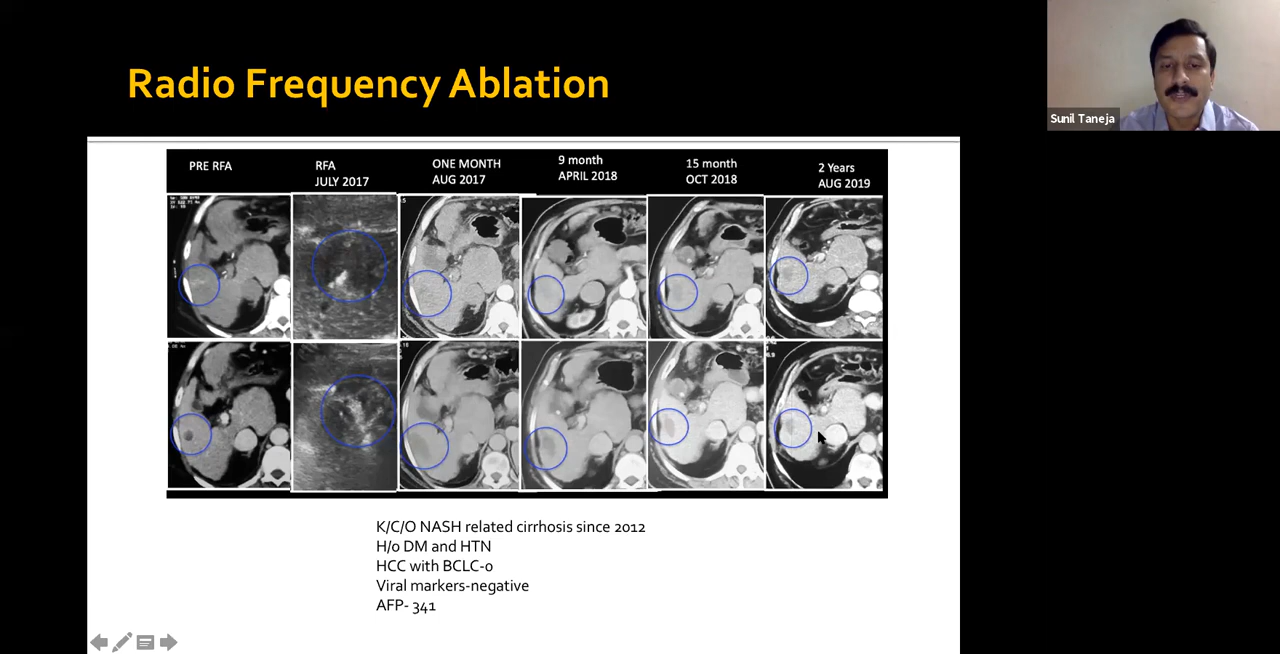 Radio Frequency Ablation
Sunil Taneja
PRE RFA
RFA
JULY 2017
ONE MONTH
AUG 2017
9 month
APRIL 2018
15 month
OCT 2018
2 Years
AUG 2019
K/C/O NASH related cirrhosis since 2012
H/o DM and HTN
HCC with BCLC-0
Viral markers-negative
AFP- 341